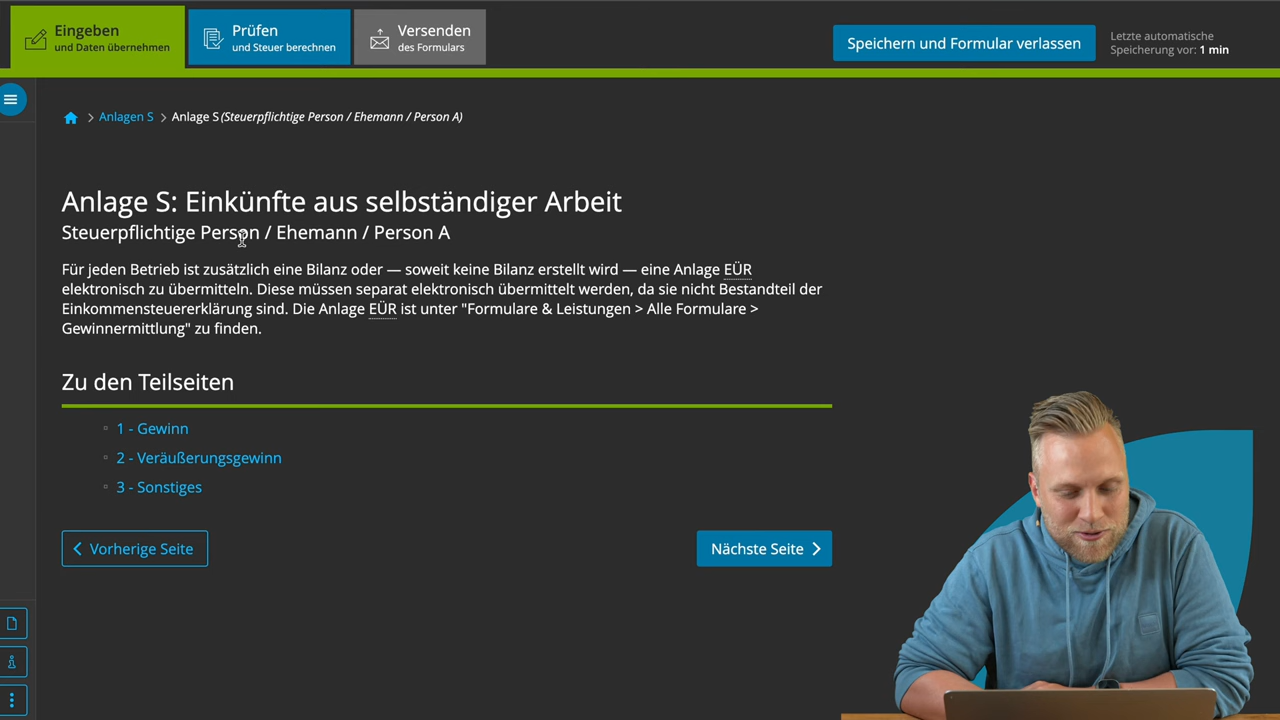 Eingeben
und Daten übernehmen
Prüfen
und Steuer berechnen
Versenden
des Formulars
Speichern und Formular verlassen
Letzte automatische
Speicherung vor: 1 min
Anlagen S
Anlage S (Steuerpflichtige Person / Ehemann / Person A)
Anlage S: Einkünfte aus selbständiger Arbeit
Steuerpflichtige Person / Ehemann / Person A
Für jeden Betrieb ist zusätzlich eine Bilanz oder — soweit keine Bilanz erstellt wird — eine Anlage EÜR
elektronisch zu übermitteln. Diese müssen separat elektronisch übermittelt werden, da sie nicht Bestandteil der
Einkommensteuererklärung sind. Die Anlage EÜR ist unter "Formulare & Leistungen > Alle Formulare >
Gewinnermittlung" zu finden.
Zu den Teilseiten
1 - Gewinn
2 - Veräußerungsgewinn
3 - Sonstiges
Vorherige Seite
Nächste Seite